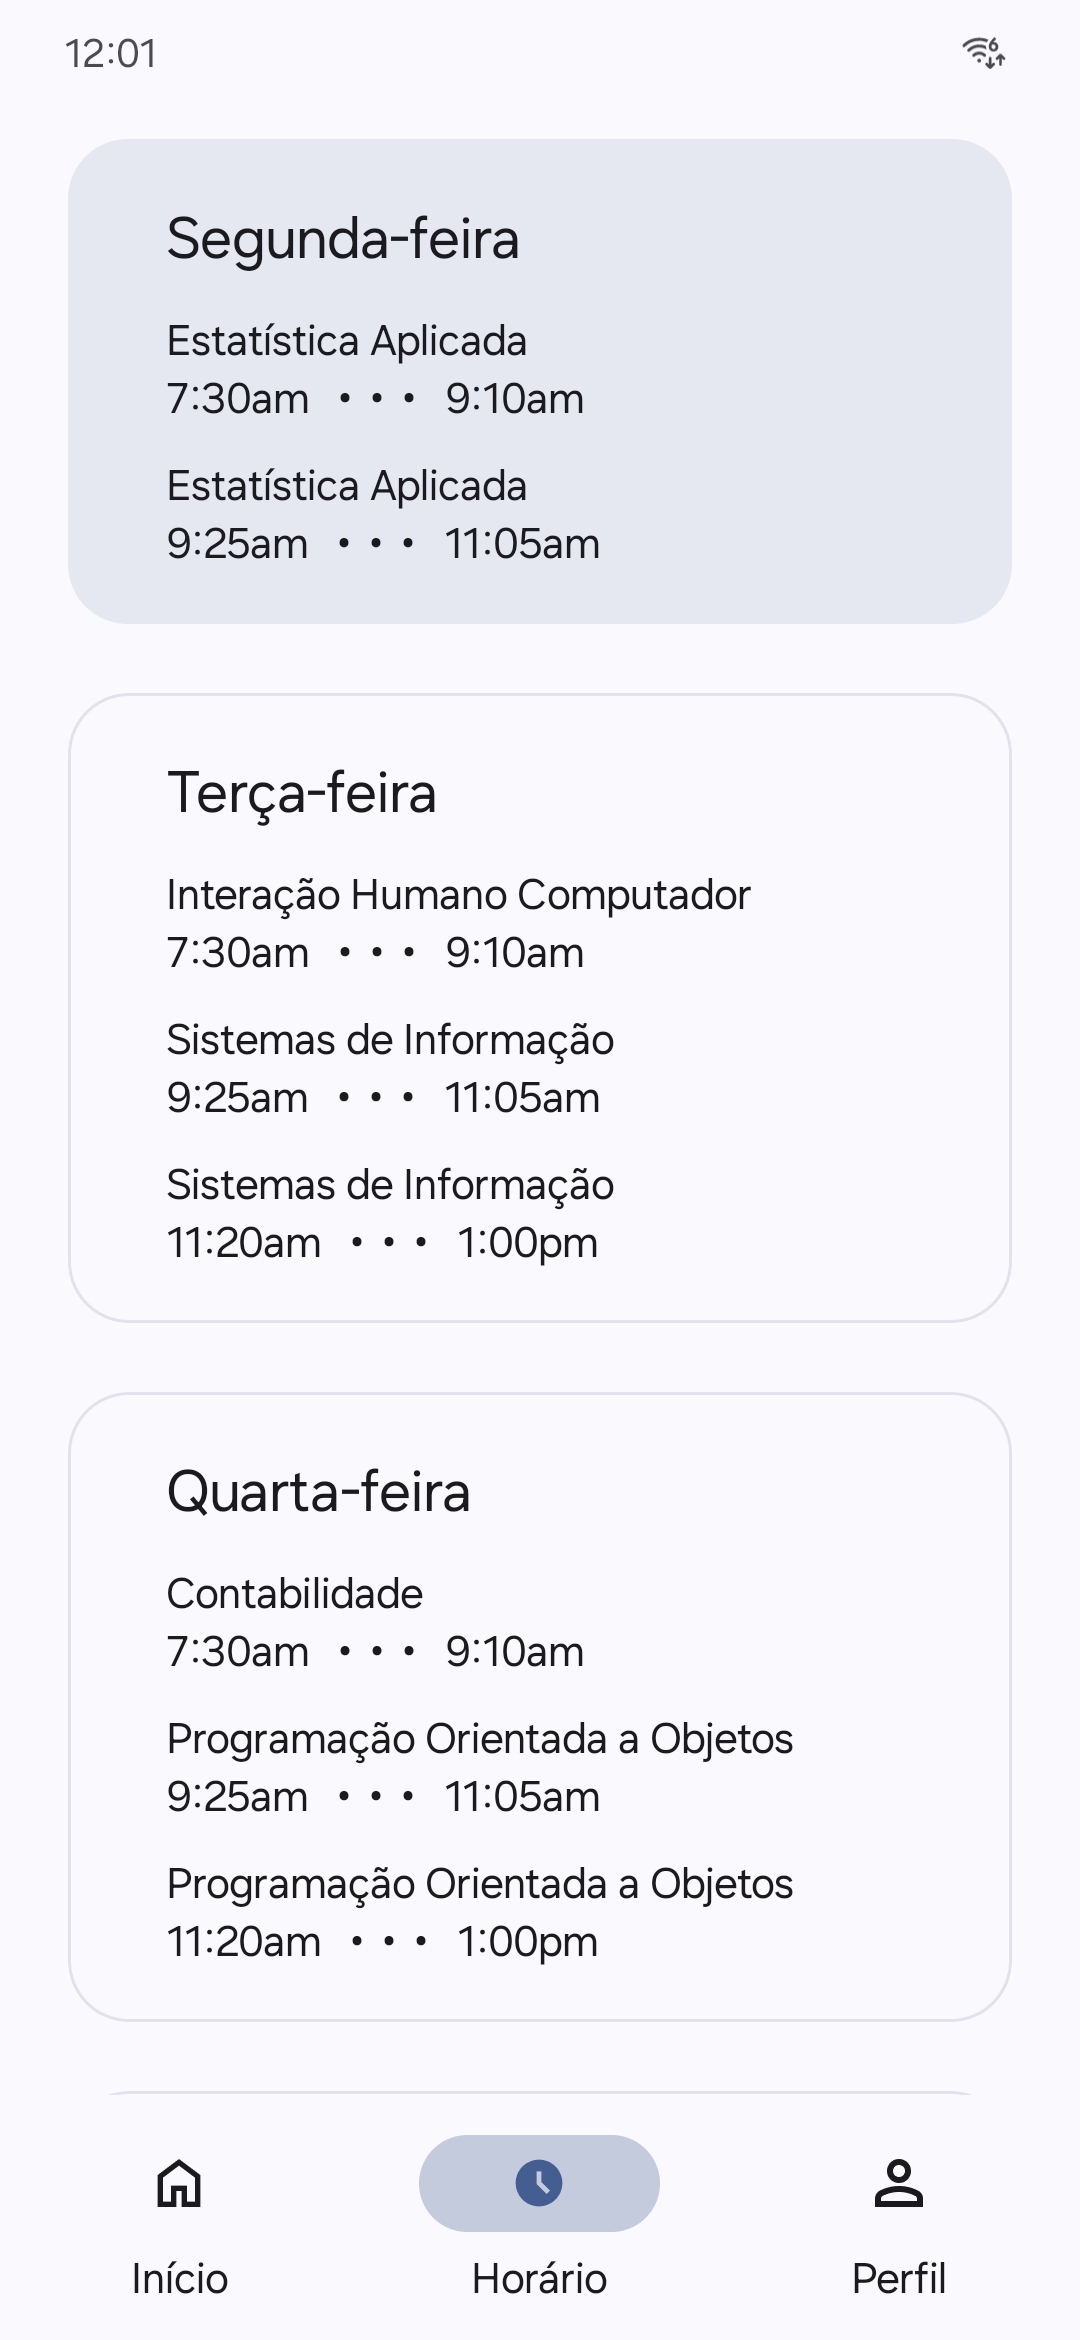 12:01
Segunda-feira
Estatística Aplicada
7:30am • • • 9:10am
Estatística Aplicada
9:25am • • • 11:05am
Terça-feira
Interação Humano Computador
7:30am • • • 9:10am
Sistemas de Informação
9:25am • • • 11:05am
Sistemas de Informação
11:20am • • • 1:00pm
Quarta-feira
Contabilidade
7:30am • • • 9:10am
Programação Orientada a Objetos
9:25am • • • 11:05am
Programação Orientada a Objetos
11:20am • • • 1:00pm
Início Horário Perfil